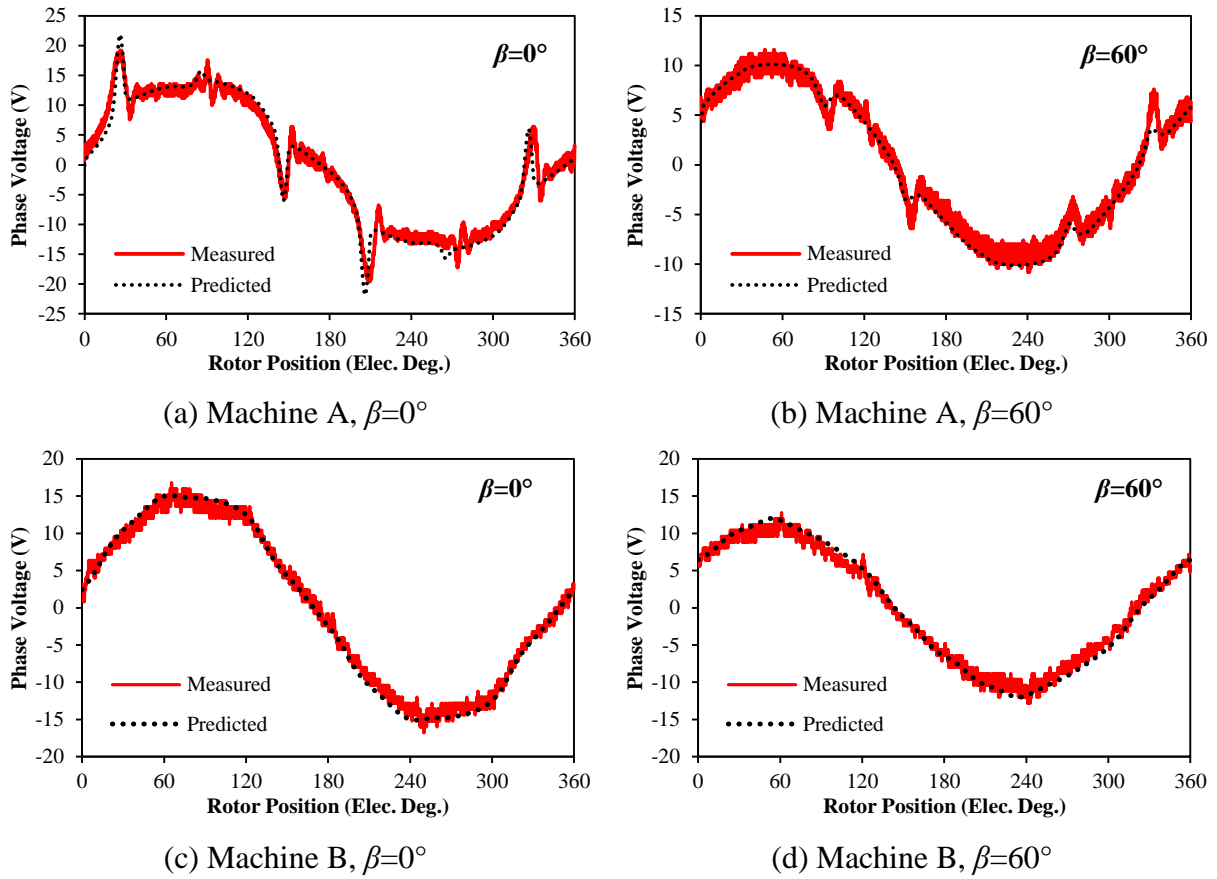 β=0°
Phase Voltage (V)
25
20
15
10
5
0
-5
-10
-15
-20
-25
Measured
Predicted
0 60 120 180 240 300 360
Rotor Position (Elec. Deg.)
(a) Machine A, β=0°
β=60°
Phase Voltage (V)
15
10
5
0
-5
-10
-15
Measured
Predicted
0 60 120 180 240 300 360
Rotor Position (Elec. Deg.)
(b) Machine A, β=60°
β=0°
Phase Voltage (V)
20
15
10
5
0
-5
-10
-15
-20
Measured
Predicted
0 60 120 180 240 300 360
Rotor Position (Elec. Deg.)
(c) Machine B, β=0°
β=60°
Phase Voltage (V)
20
15
10
5
0
-5
-10
-15
-20
Measured
Predicted
0 60 120 180 240 300 360
Rotor Position (Elec. Deg.)
(d) Machine B, β=60°